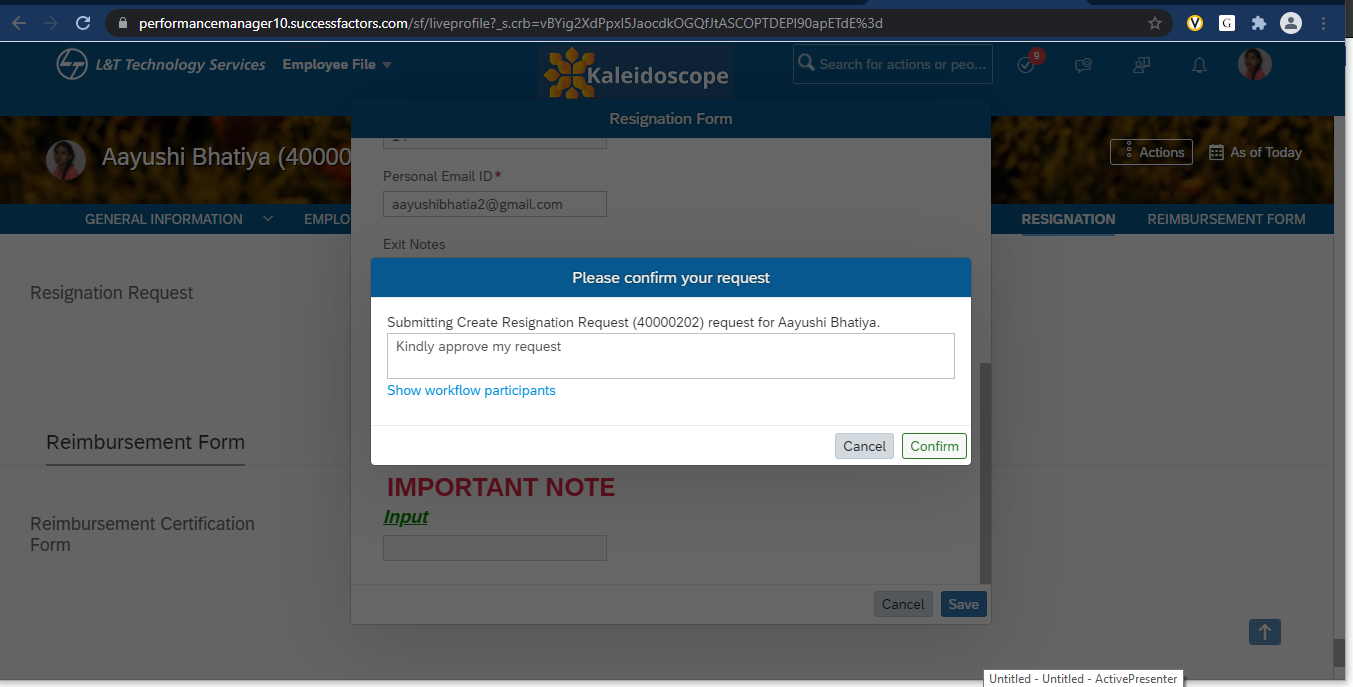 performancemanager10.successfactors.com/sf/liveprofile?_s.crb=vBYig2XdPpxI5JaocdkOGQfJtASCOPTDEPI90apETdE%3d
L&T Technology Services Employee File
Kaleidoscope
Search for actions or peo...
9
Resignation Form
Aayushi Bhatiya (40000
Actions
As of Today
Personal Email ID*
aayushibhatia2@gmail.com
GENERAL INFORMATION
EMPLO
RESIGNATION
REIMBURSEMENT FORM
Exit Notes
Please confirm your request
Resignation Request
Submitting Create Resignation Request (40000202) request for Aayushi Bhatiya.
Kindly approve my request
Show workflow participants
Cancel
Confirm
Reimbursement Form
IMPORTANT NOTE
Input
Reimbursement Certification
Form
Cancel
Save
Untitled - Untitled - ActivePresenter